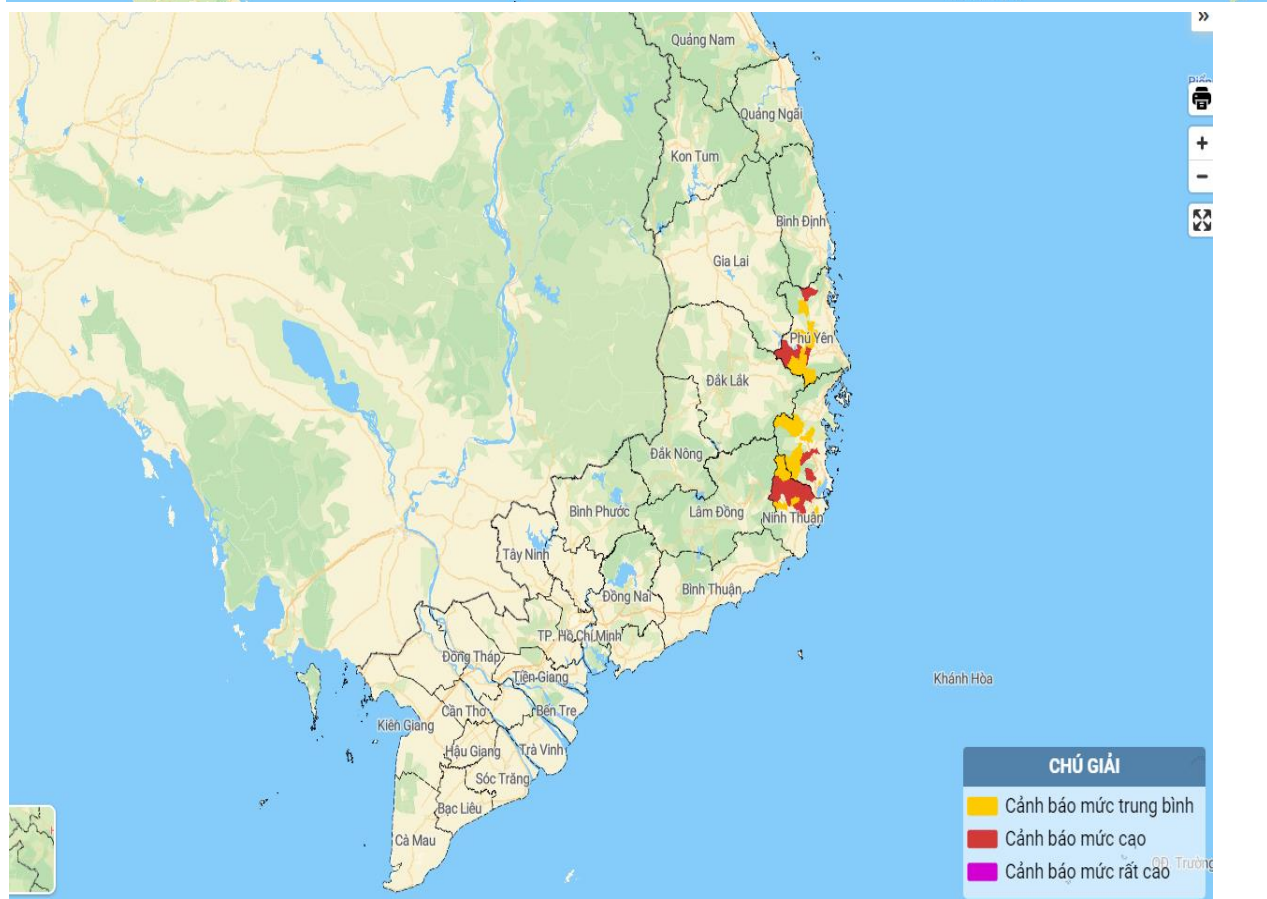 »
Quảng Nam
Quảng Ngãi
Kon Tum
Bình Định
Gia Lai
Phú Yên
Đắk Lắk
Đắk Nông
Bình Phước
Lâm Đồng
Ninh Thuận
Tây Ninh
Đồng Nai
Bình Thuận
TP. Hồ Chí Minh
Đồng Tháp
Tiền Giang
Cần Thơ
Bến Tre
Kiên Giang
Hậu Giang
Trà Vinh
Sóc Trăng
Bạc Liêu
Cà Mau
Khánh Hòa
+
−
CHÚ GIẢI
Cảnh báo mức trung bình
Cảnh báo mức cao
Cảnh báo mức rất cao
QĐ. Trường